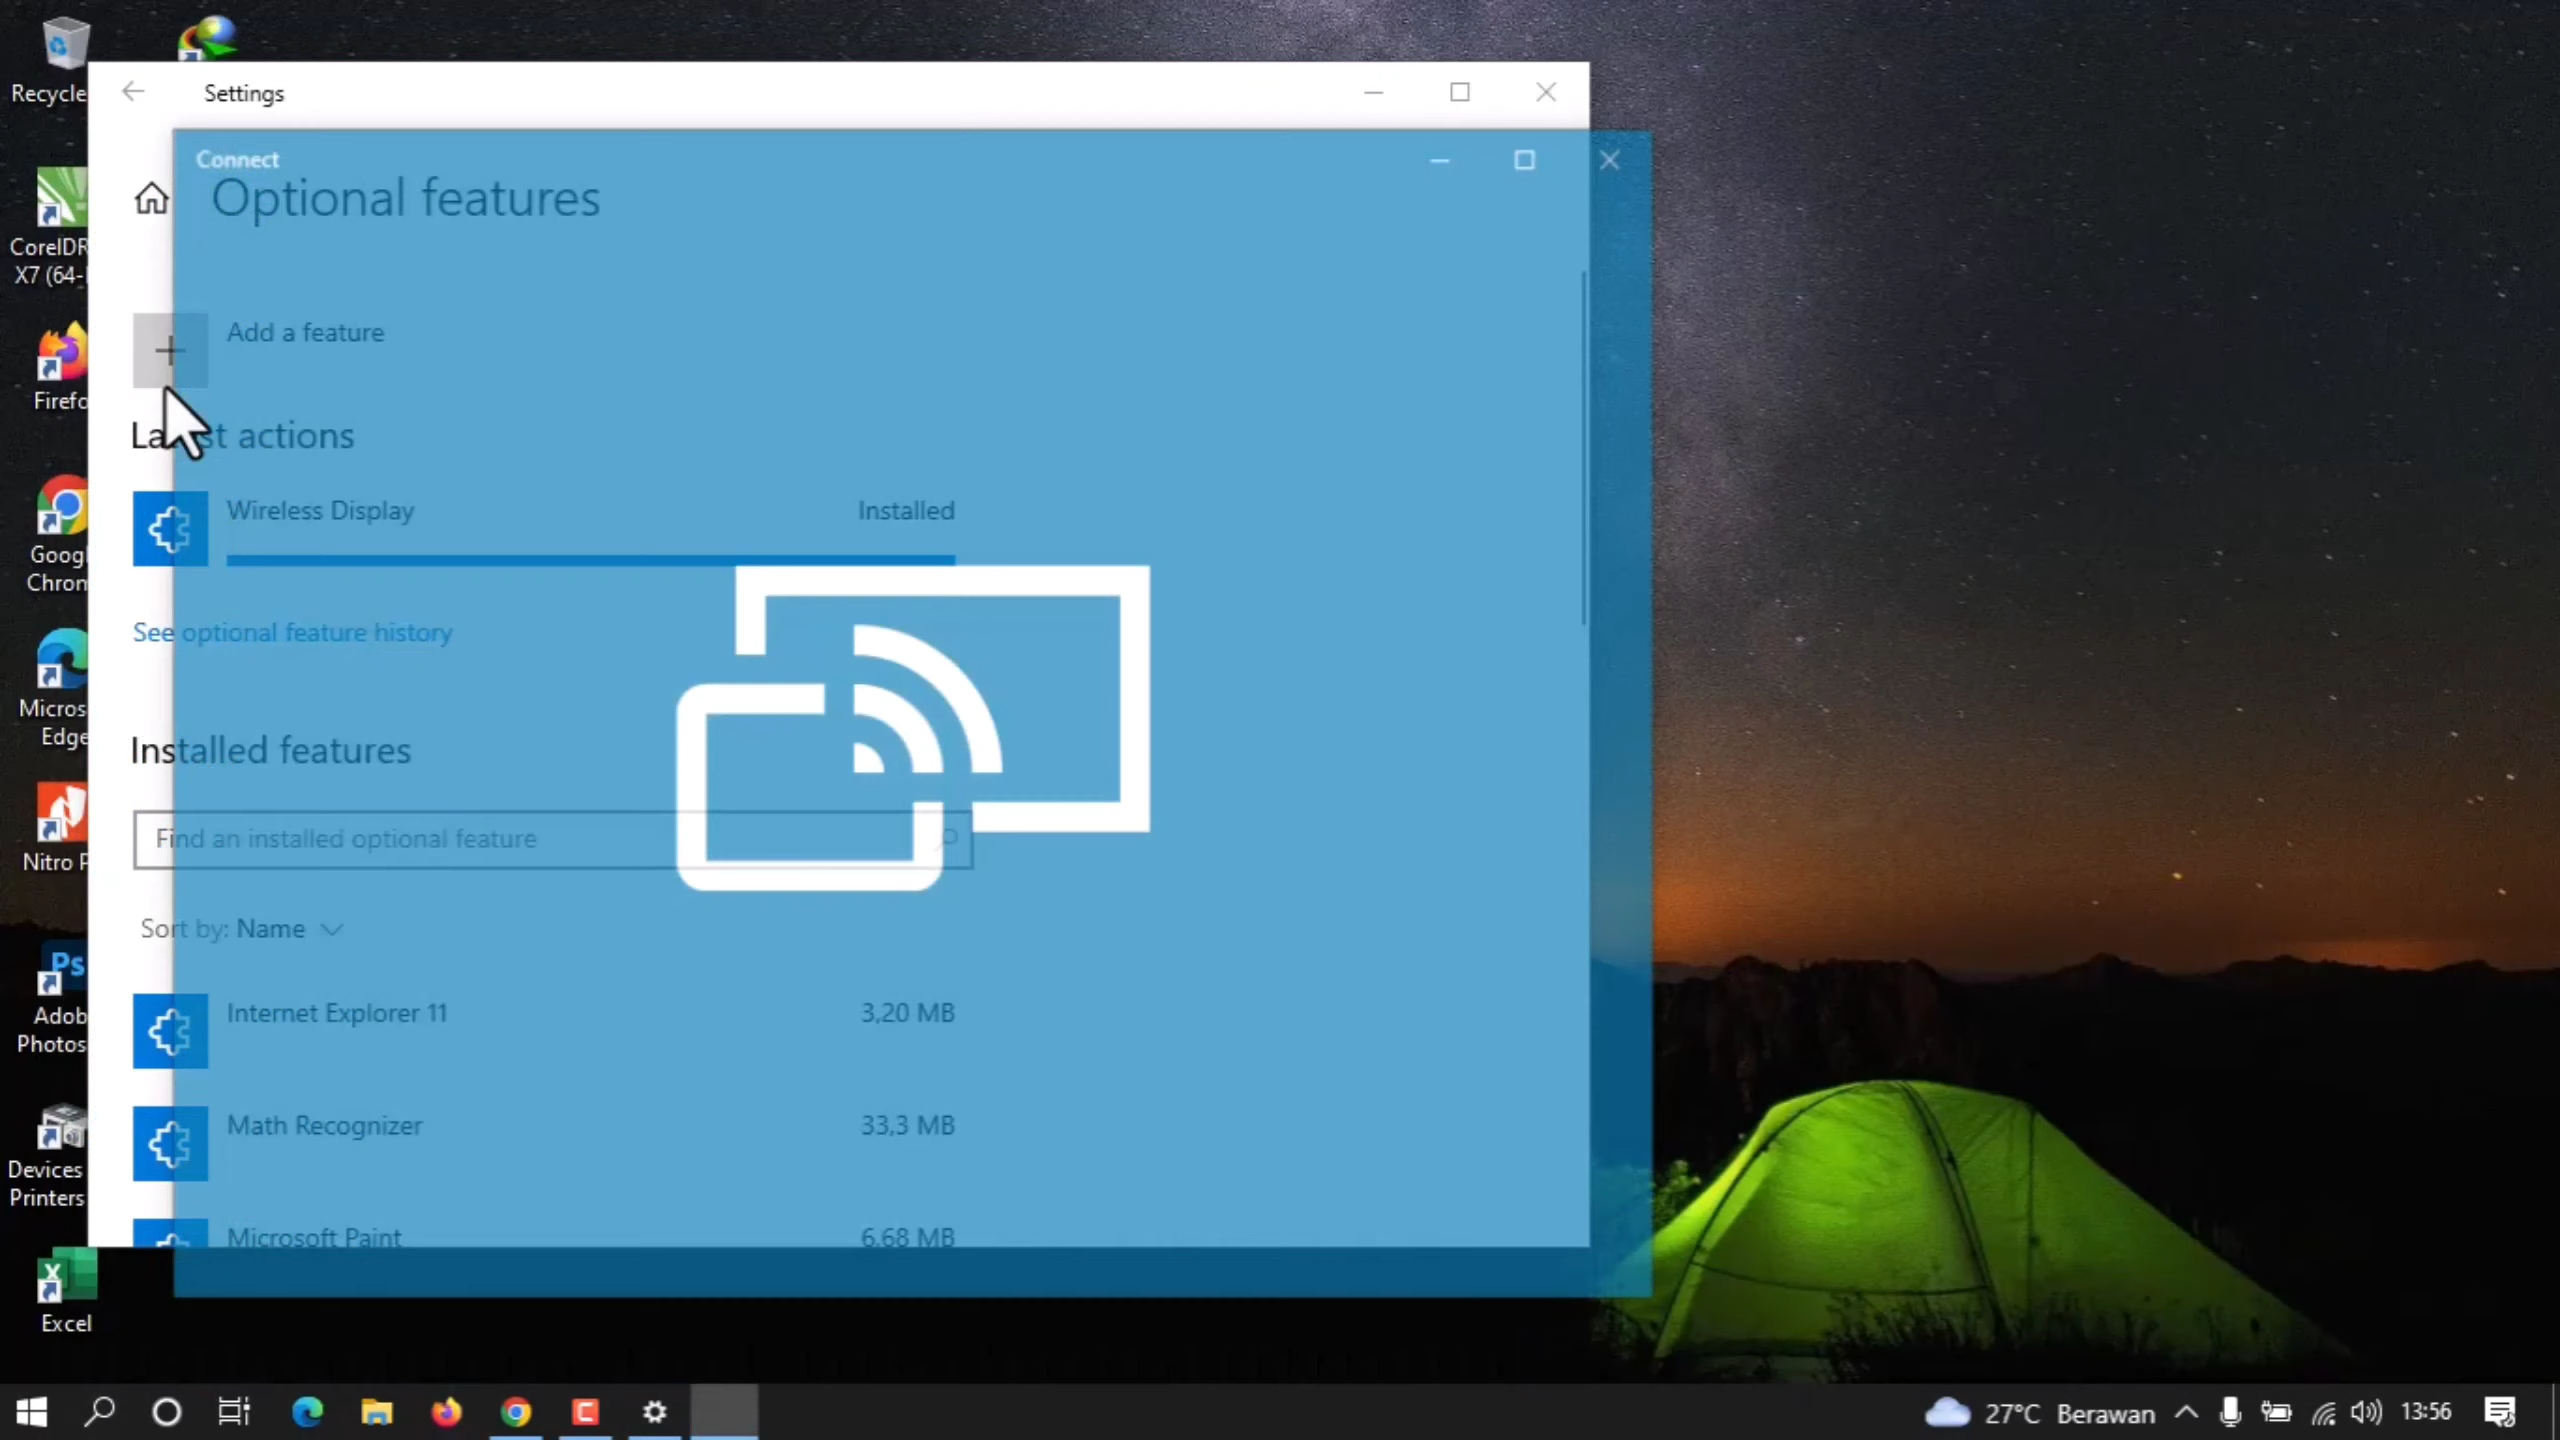 Recycle
Settings
Connect
Optional features
CorelDR
X7 (64-
Add a feature
Firefo
Latest actions
Wireless Display
Installed
Googl
Chrom
See optional feature history
Micros
Edge
Installed features
Find an installed optional feature
Nitro P
Sort by: Name
Ps
Adob
Photos
Internet Explorer 11
3,20 MB
Math Recognizer
33,3 MB
Devices
Printers
Microsoft Paint
6,68 MB
Excel
27°C Berawan
13:56